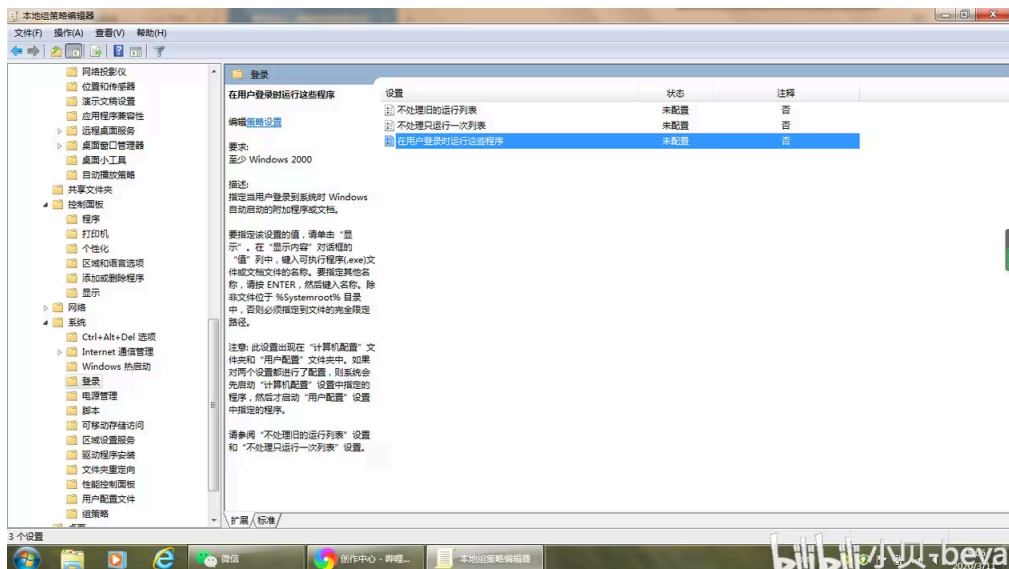 本地组策略编辑器
文件(F) 操作(A) 查看(V) 帮助(H)
网络投影仪
位置和传感器
演示文稿设置
应用程序兼容性
远程桌面服务
桌面窗口管理器
桌面小工具
自动播放策略
共享文件夹
控制面板
程序
打印机
个性化
区域和语言选项
添加或删除程序
显示
网络
系统
Ctrl+Alt+Del 选项
Internet 通信管理
Windows 热启动
登录
电源管理
脚本
可移动存储访问
区域设置服务
驱动程序安装
文件夹重定向
性能控制面板
用户配置文件
组策略
登录
在用户登录时运行这些程序
编辑策略设置
要求:
至少 Windows 2000
描述:
指定当用户登录到系统时 Windows
自动启动的附加程序或文档。
要指定该设置的值，请单击“显
示”。在“显示内容”对话框的
“值”列中，键入可执行程序(.exe)文
件或文档文件的名称。要指定其他名
称，请按 ENTER，然后键入名称。除
非文件位于 %Systemroot% 目录
中，否则必须指定到文件的完全限定
路径。
注意: 此设置出现在“计算机配置”文
件夹和“用户配置”文件夹中。如果
对两个设置都进行了配置，则系统会
先启动“计算机配置”设置中指定的
程序，然后才启动“用户配置”设置
中指定的程序。
请参阅“不处理旧的运行列表”设置
和“不处理只运行一次列表”设置。
设置 状态 注释
不处理旧的运行列表 未配置 否
不处理只运行一次列表 未配置 否
在用户登录时运行这些程序 未配置 否
扩展 标准
3 个设置
微信
创作中心 - 哔哩...
本地组策略编辑器
bilibili